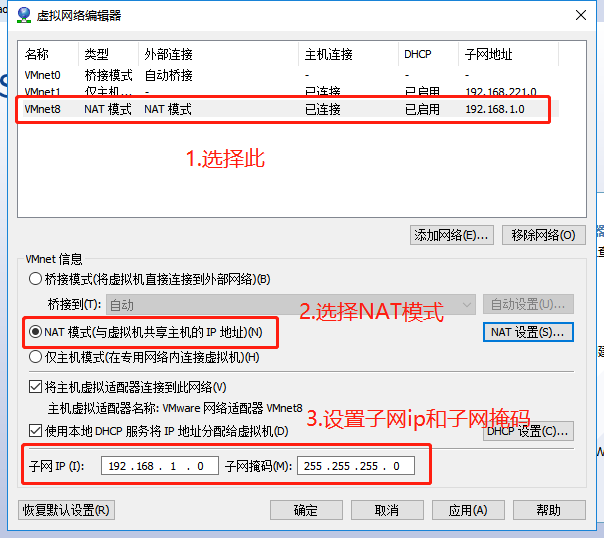 虚拟网络编辑器
名称 类型 外部连接 主机连接 DHCP 子网地址
VMnet0 桥接模式 自动桥接 - - -
VMnet1 仅主机... - 已连接 已启用 192.168.221.0
VMnet8 NAT 模式 NAT 模式 已连接 已启用 192.168.1.0
1.选择此
添加网络(E)... 移除网络(O)
VMnet 信息
桥接模式(将虚拟机直接连接到外部网络)(B)
桥接到(T): 自动 自动设置(U)...
2.选择NAT模式
NAT 模式(与虚拟机共享主机的 IP 地址)(N) NAT 设置(S)...
仅主机模式(在专用网络内连接虚拟机)(H)
将主机虚拟适配器连接到此网络(V)
主机虚拟适配器名称: VMware 网络适配器 VMnet8
3.设置子网ip和子网掩码
使用本地 DHCP 服务将 IP 地址分配给虚拟机(D) DHCP 设置(C)...
子网 IP (I): 192 .168 . 1 . 0 子网掩码(M): 255 .255 .255 . 0
恢复默认设置(R) 确定 取消 应用(A) 帮助